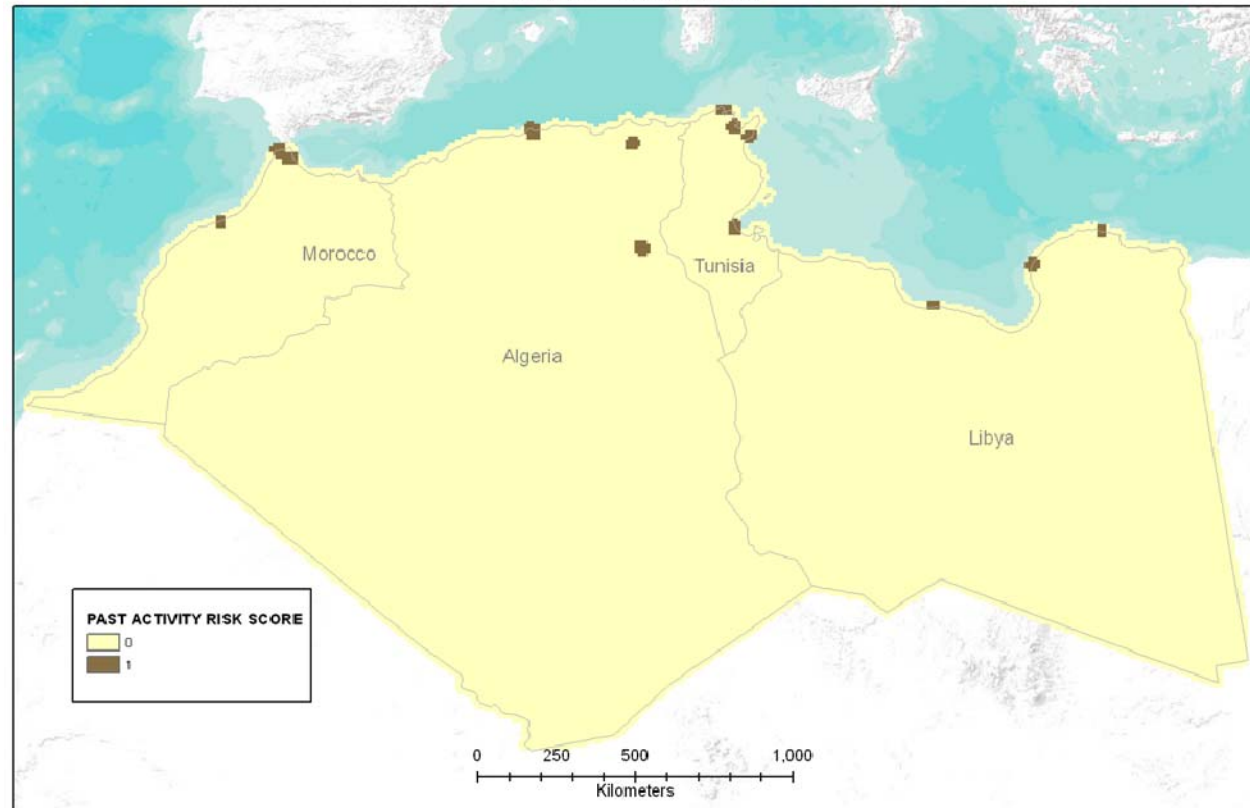 Morocco
Tunisia
Algeria
Libya
PAST ACTIVITY RISK SCORE
0
1
0 250 500 1,000
Kilometers